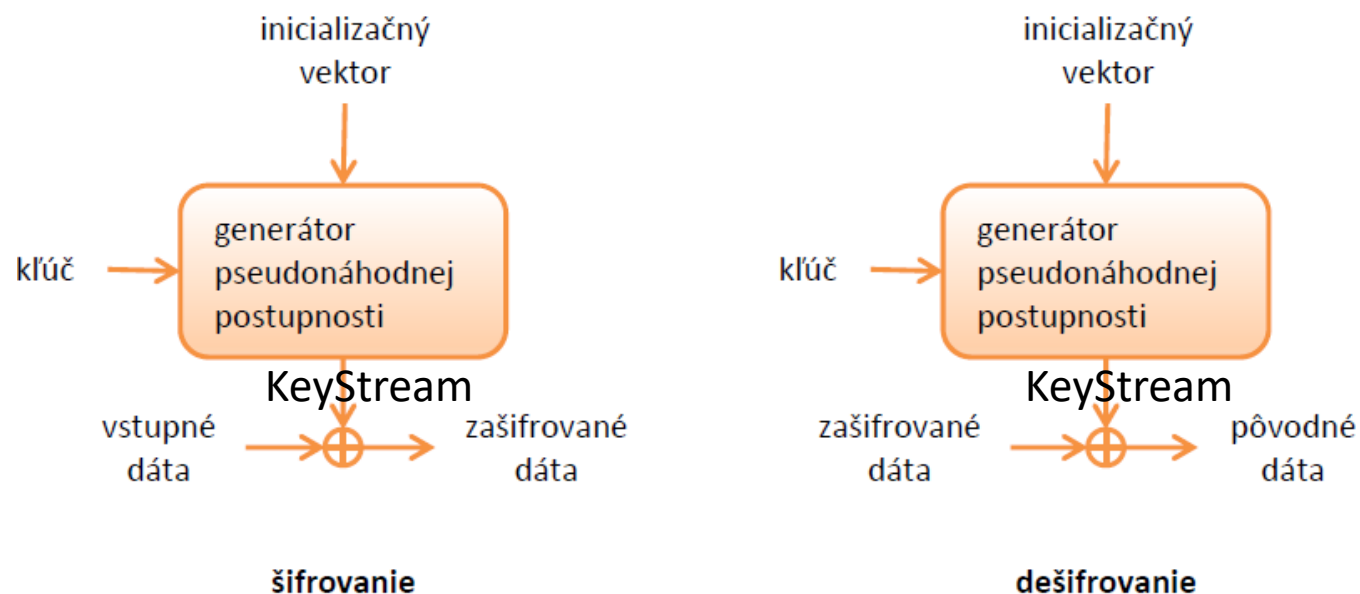 inicializačný
vektor
kľúč
generátor
pseudonáhodnej
postupnosti
KeyStream
vstupné
dáta
zašifrované
dáta
šifrovanie
inicializačný
vektor
kľúč
generátor
pseudonáhodnej
postupnosti
KeyStream
zašifrované
dáta
pôvodné
dáta
dešifrovanie